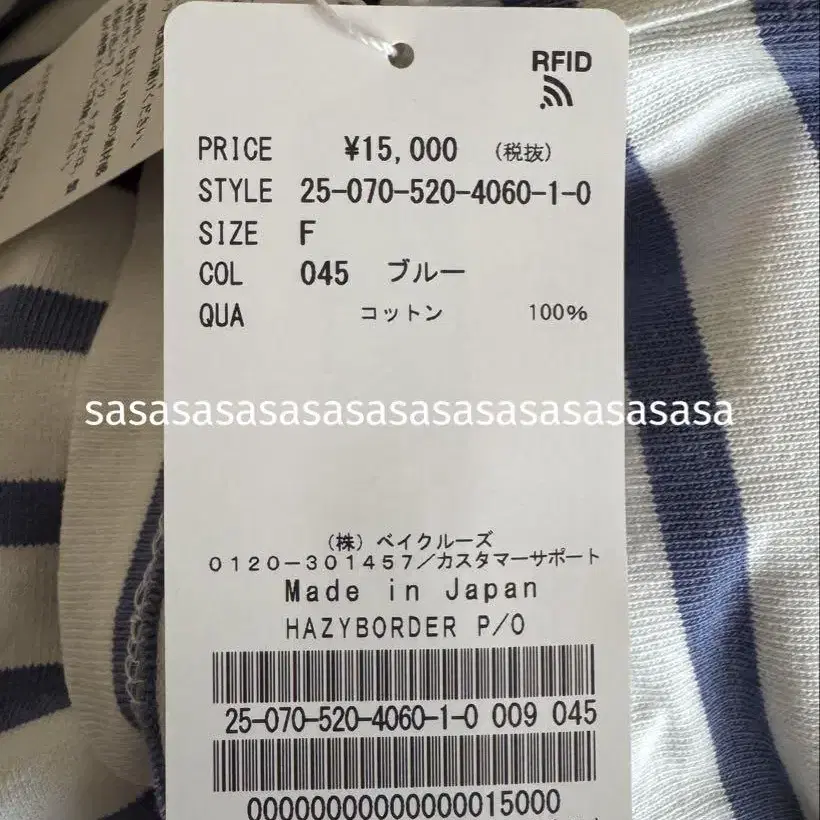 RFID
PRICE ¥15,000 (税抜)
STYLE 25-070-520-4060-1-0
SIZE F
COL 045 ブルー
QUA コットン 100%
sasasasasasasasasasasasasasasa
(株) ベイクルーズ
0120-301457/カスタマーサポート
Made in Japan
HAZYBORDER P/O
25-070-520-4060-1-0 009 045
00000000000000015000